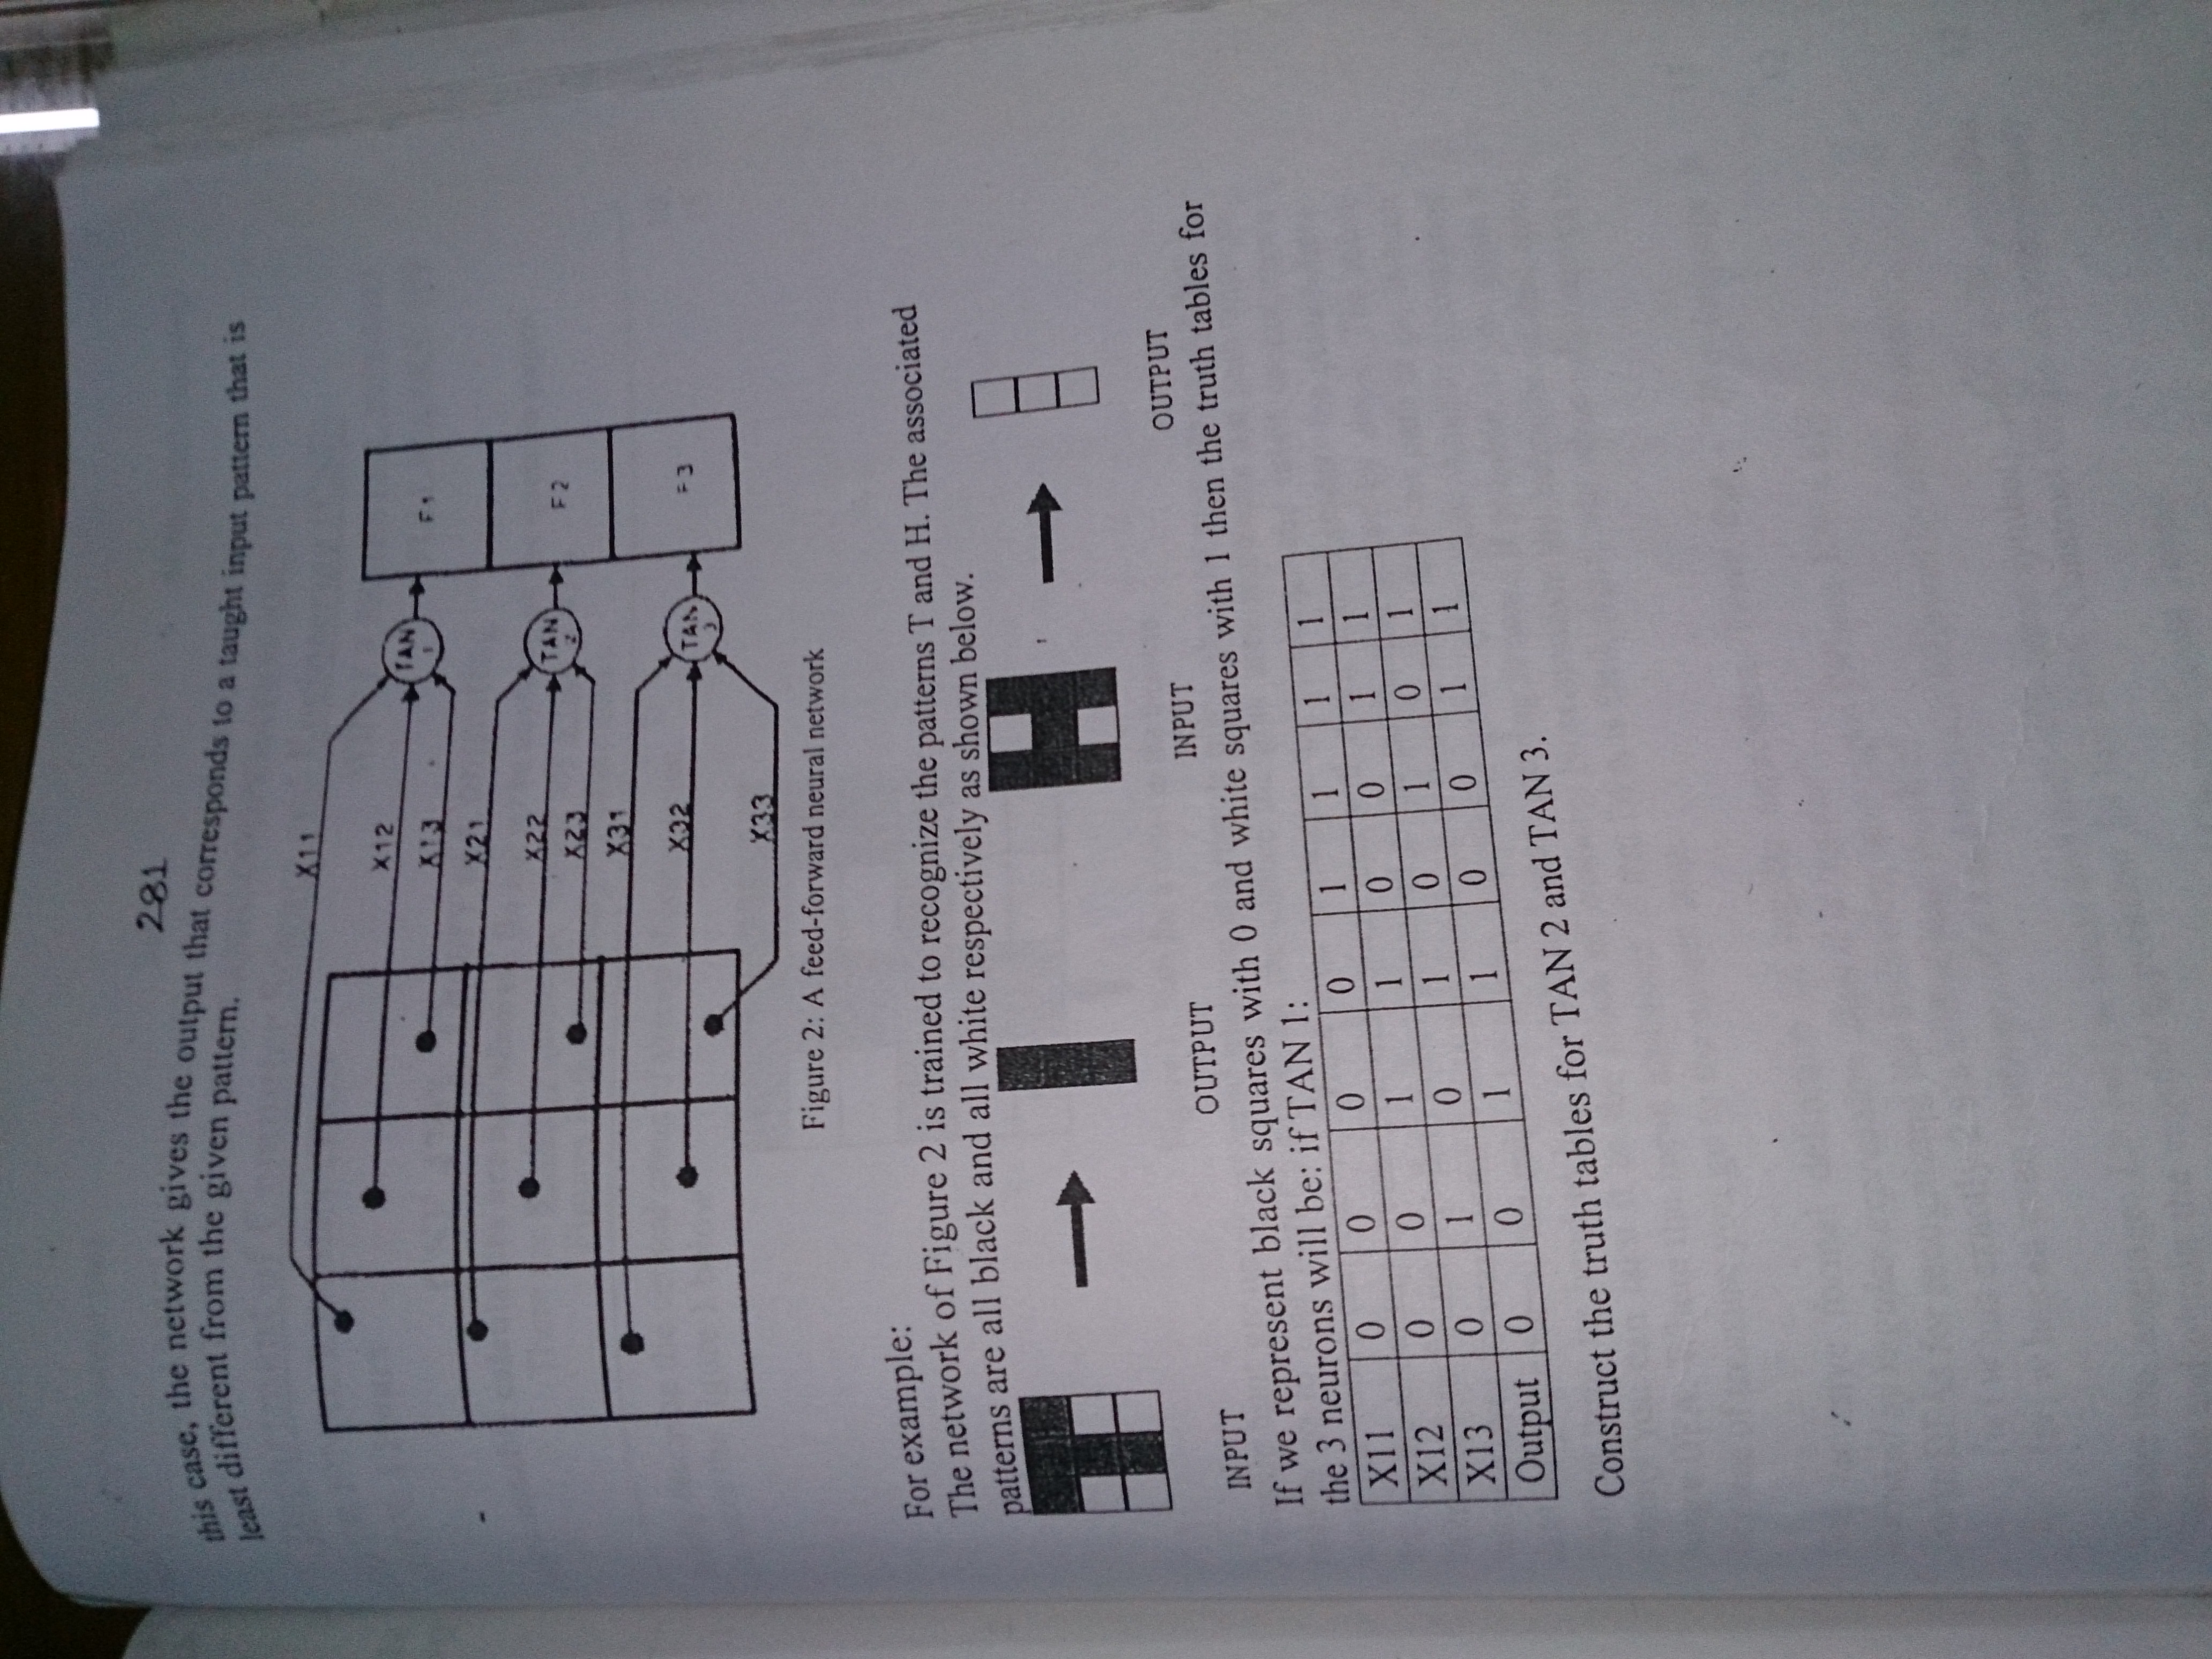 281
this case, the network gives the output that corresponds to a taught input pattern that is
least different from the given pattern.
X11
X12
X13
X21
X22
X23
X31
X32
X33
TAN
1
TAN
2
TAN
3
F1
F2
F3
Figure 2: A feed-forward neural network
For example:
The network of Figure 2 is trained to recognize the patterns T and H. The associated
patterns are all black and all white respectively as shown below.
INPUT OUTPUT INPUT OUTPUT
If we represent black squares with 0 and white squares with 1 then the truth tables for
the 3 neurons will be: if TAN 1:
X11 0 0 0 0 1 1 1 1
X12 0 0 1 1 0 0 1 1
X13 0 1 0 1 0 1 0 1
Output 0 0 1 1 0 0 1 1
Construct the truth tables for TAN 2 and TAN 3.